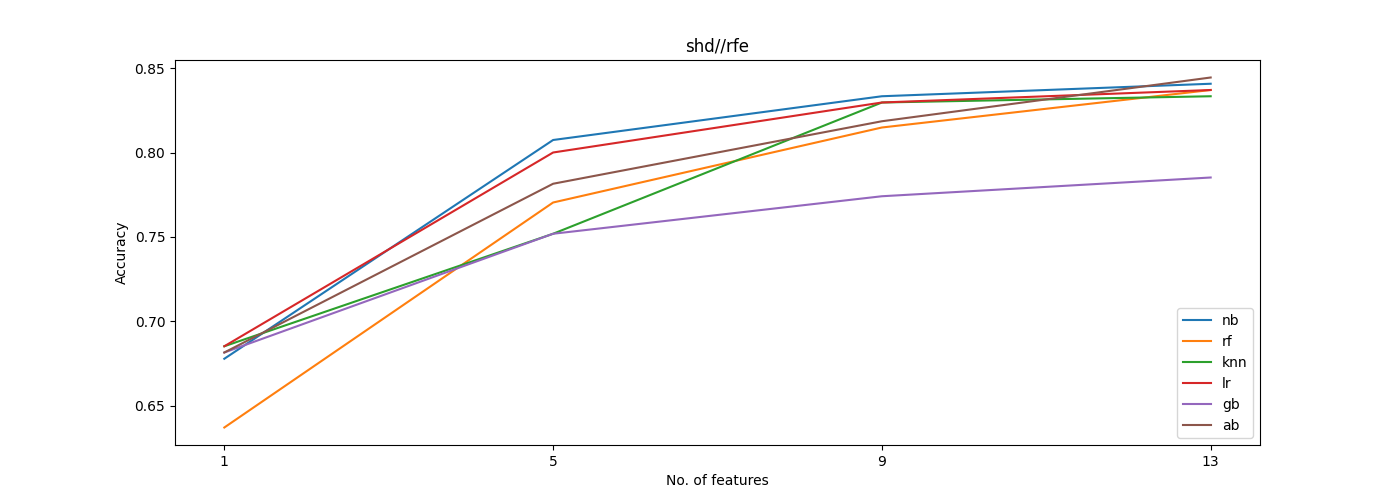 shd//rfe
0.85
0.80
0.75
0.70
0.65
Accuracy
1 5 9 13
No. of features
nb
rf
knn
lr
gb
ab